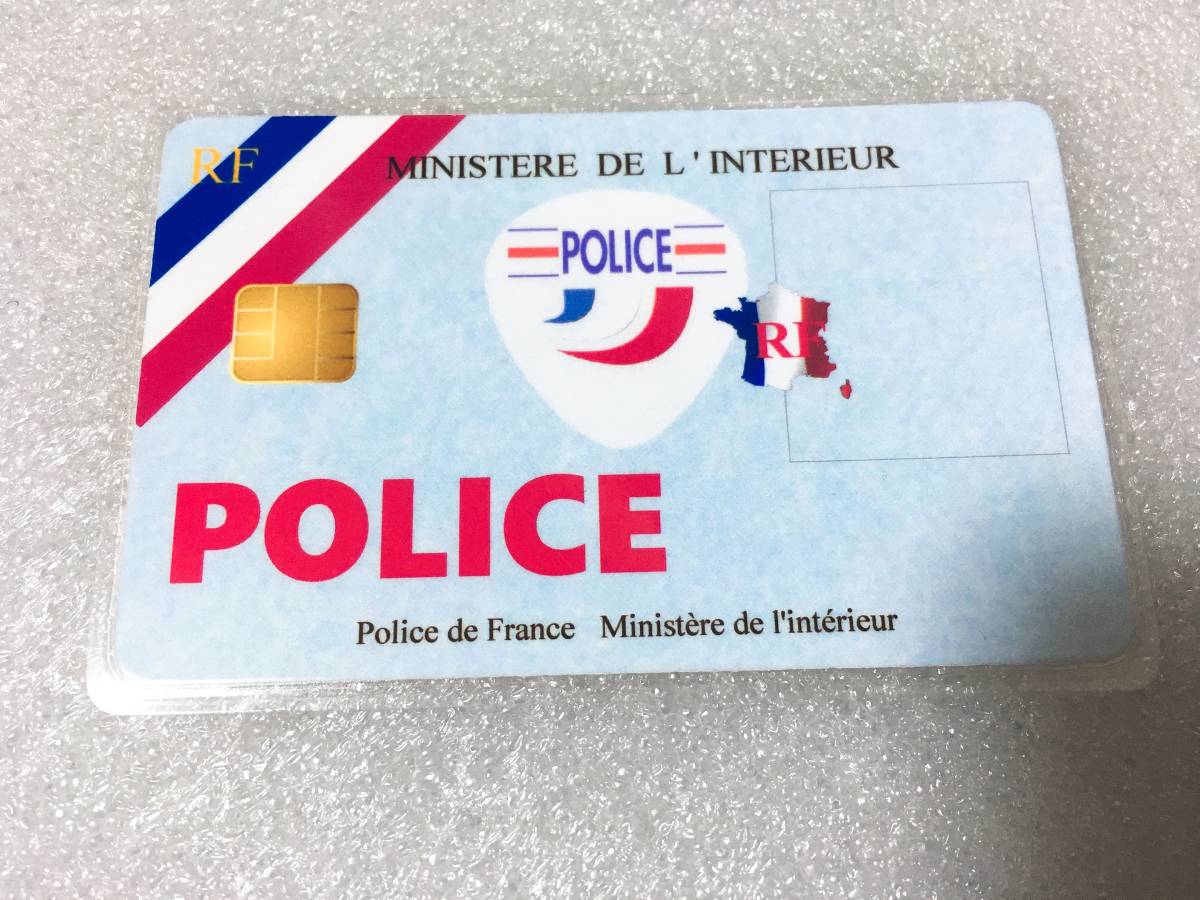 RF
MINISTERE DE L'INTERIEUR
POLICE
RF
POLICE
Police de France Ministère de l'intérieur